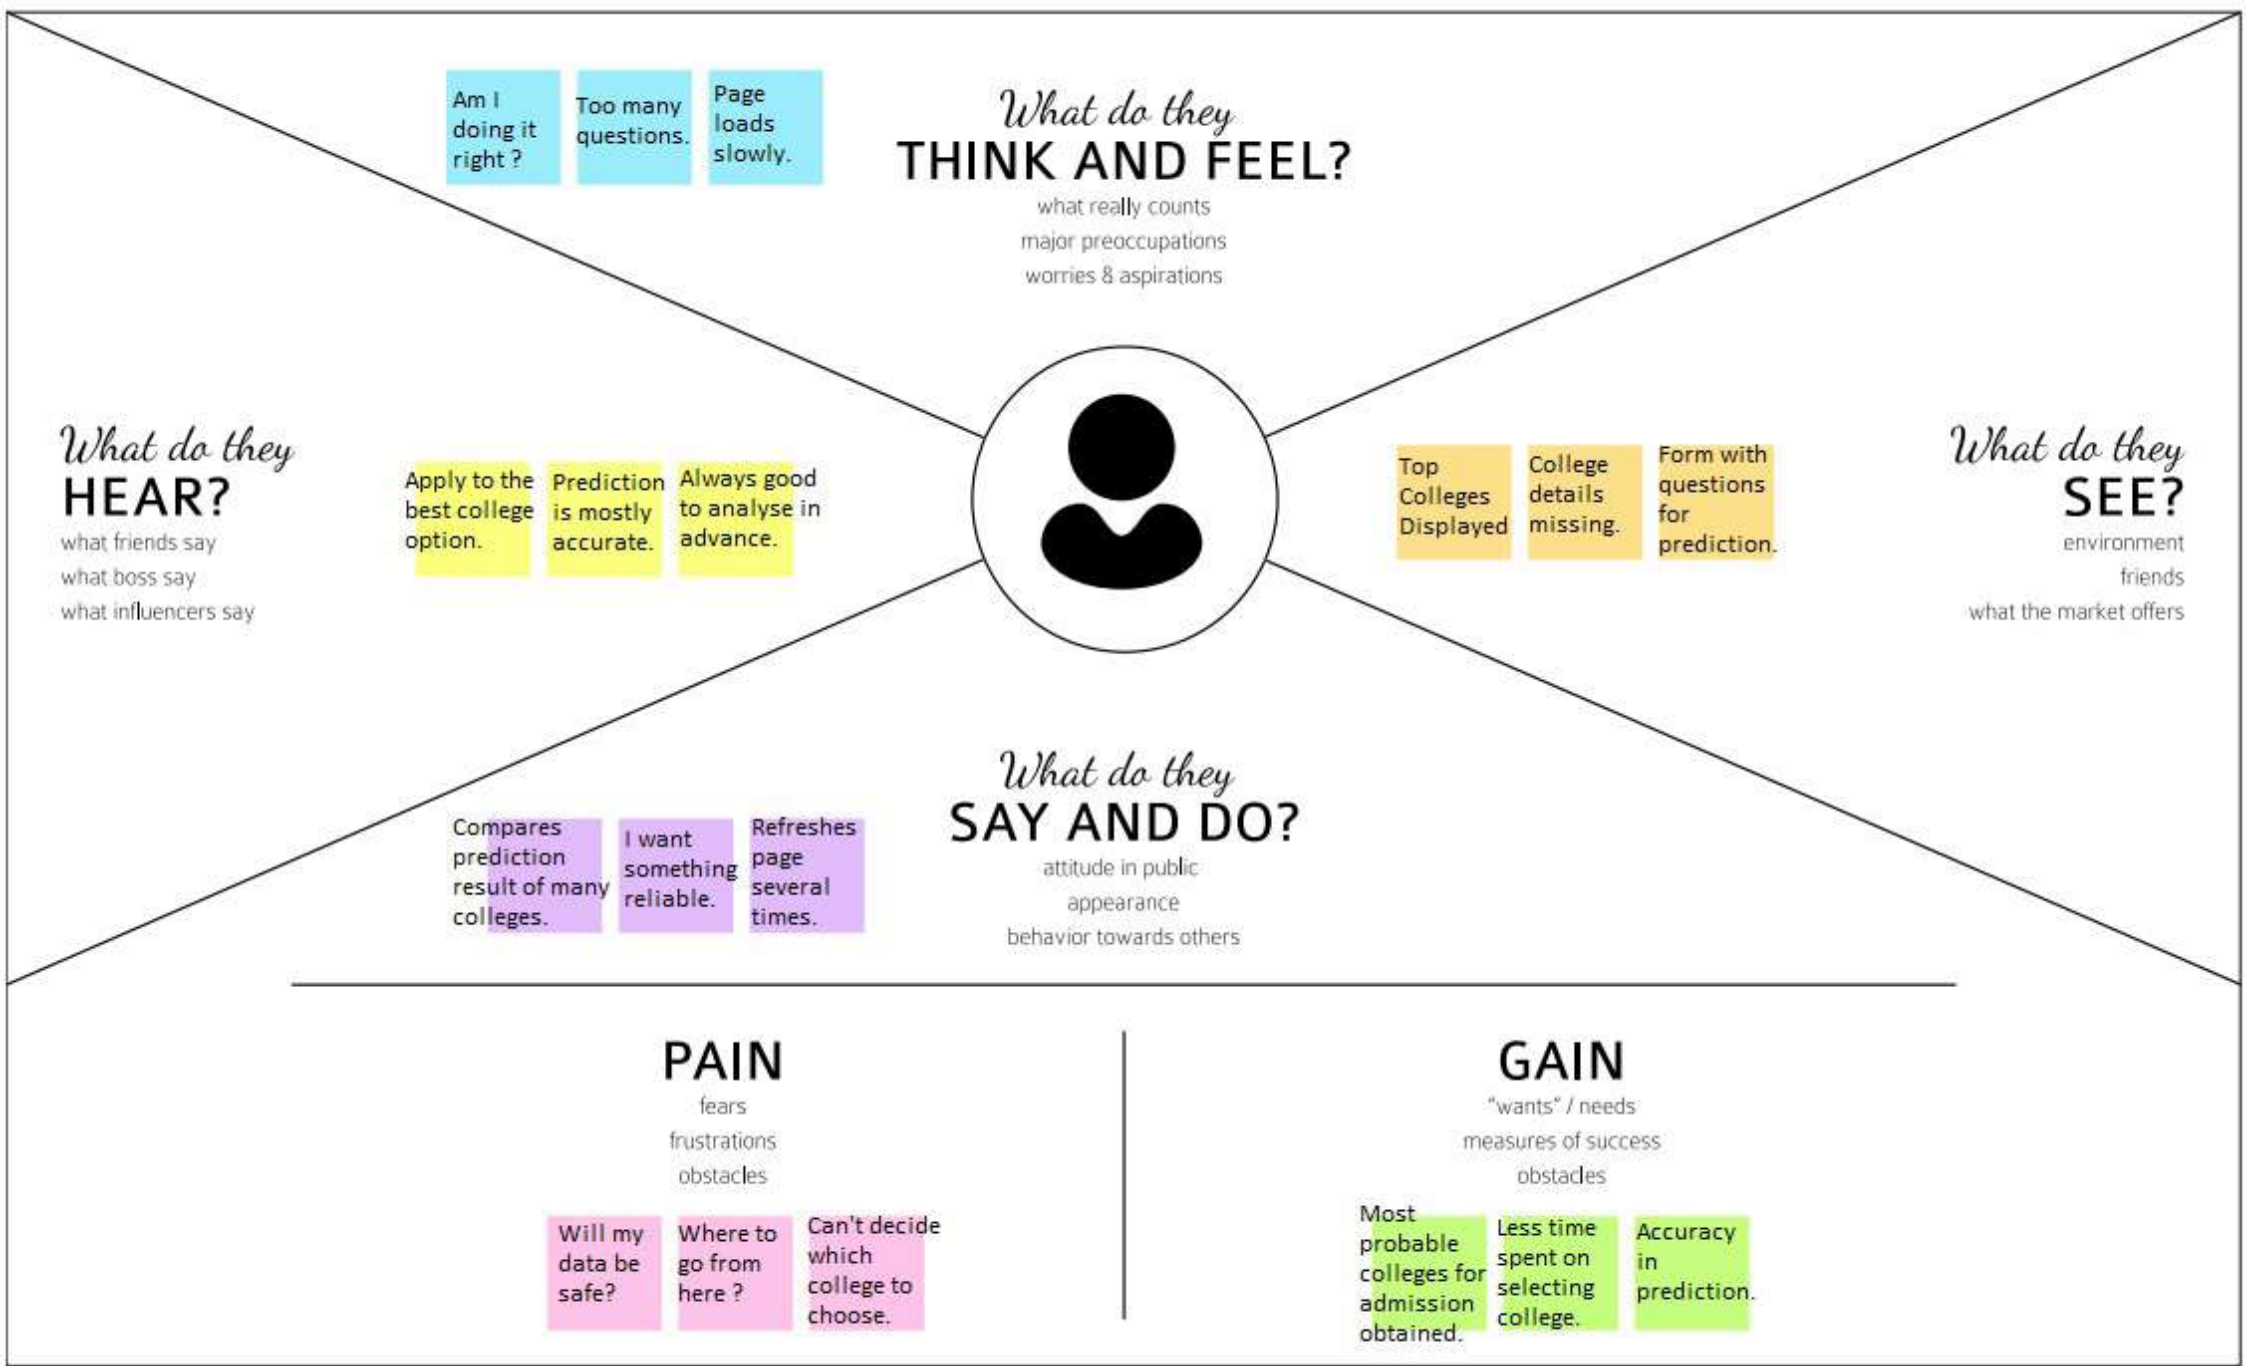 Am I
doing it
right ?
Too many
questions.
Page
loads
slowly.
What do they
THINK AND FEEL?
what really counts
major preoccupations
worries & aspirations
What do they
HEAR?
what friends say
what boss say
what influencers say
Apply to the
best college
option.
Prediction
is mostly
accurate.
Always good
to analyse in
advance.
Top
Colleges
Displayed
College
details
missing.
Form with
questions
for
prediction.
What do they
SEE?
environment
friends
what the market offers
Compares
prediction
result of many
colleges.
I want
something
reliable.
Refreshes
page
several
times.
What do they
SAY AND DO?
attitude in public
appearance
behavior towards others
PAIN
fears
frustrations
obstacles
Will my
data be
safe?
Where to
go from
here ?
Can't decide
which
college to
choose.
GAIN
"wants" / needs
measures of success
obstacles
Most
probable
colleges for
admission
obtained.
Less time
spent on
selecting
college.
Accuracy
in
prediction.